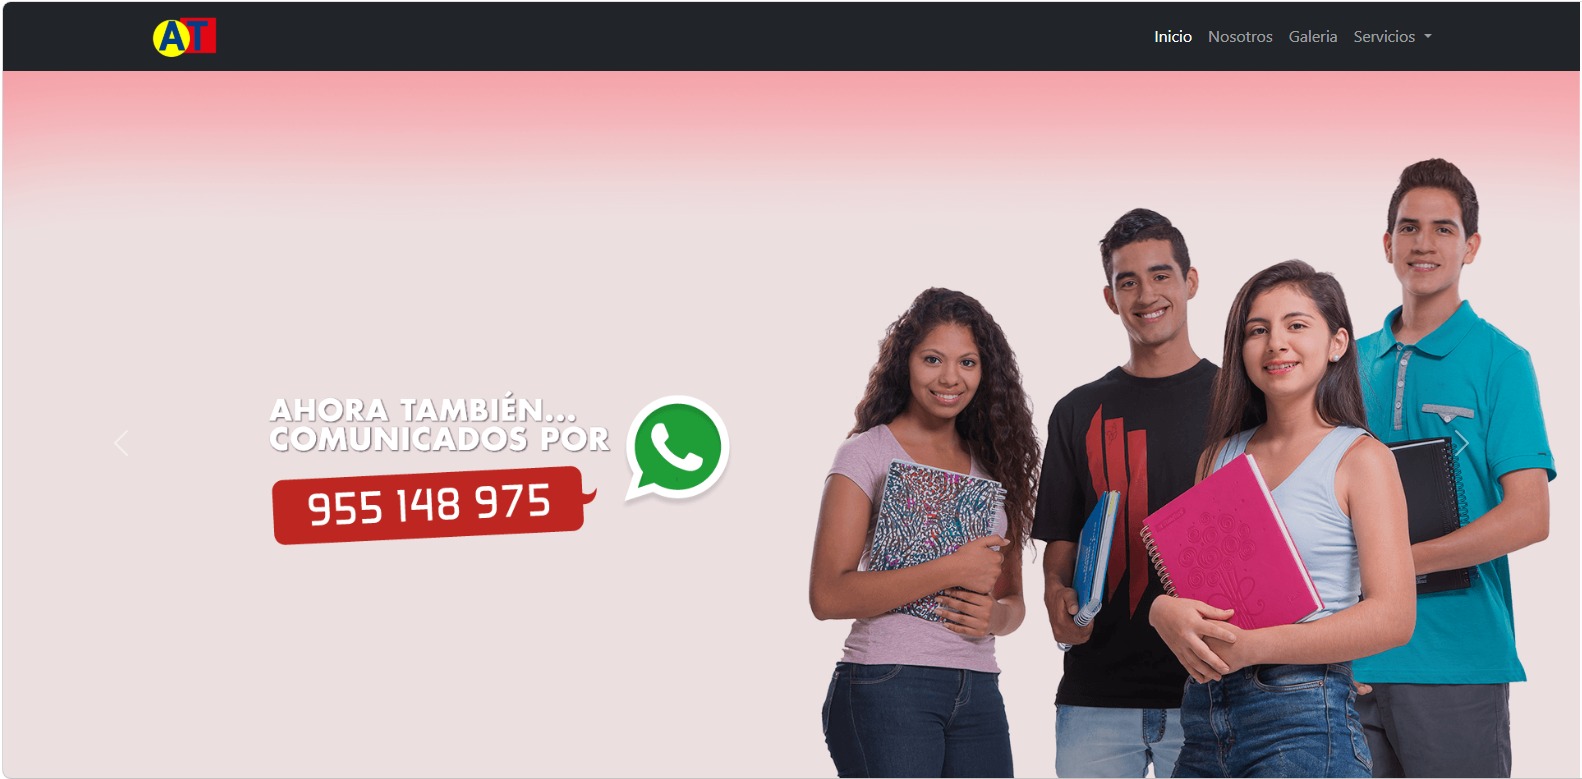 AT
Inicio Nosotros Galeria Servicios
AHORA TAMBIÉN...
COMUNICADOS POR
955 148 975